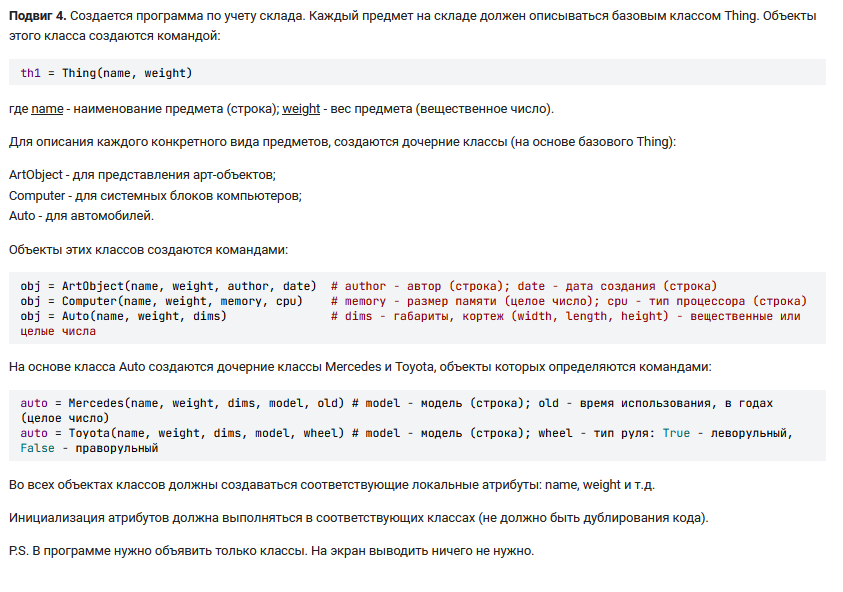 Подвиг 4. Создается программа по учету склада. Каждый предмет на складе должен описываться базовым классом Thing. Объекты
этого класса создаются командой:
th1 = Thing(name, weight)
где name - наименование предмета (строка); weight - вес предмета (вещественное число).
Для описания каждого конкретного вида предметов, создаются дочерние классы (на основе базового Thing):
ArtObject - для представления арт-объектов;
Computer - для системных блоков компьютеров;
Auto - для автомобилей.
Объекты этих классов создаются командами:
obj = ArtObject(name, weight, author, date)  # author - автор (строка); date - дата создания (строка)
obj = Computer(name, weight, memory, cpu)    # memory - размер памяти (целое число); cpu - тип процессора (строка)
obj = Auto(name, weight, dims)               # dims - габариты, кортеж (width, length, height) - вещественные или
целые числа
На основе класса Auto создаются дочерние классы Mercedes и Toyota, объекты которых определяются командами:
auto = Mercedes(name, weight, dims, model, old) # model - модель (строка); old - время использования, в годах
(целое число)
auto = Toyota(name, weight, dims, model, wheel) # model - модель (строка); wheel - тип руля: True - леворульный,
False - праворульный
Во всех объектах классов должны создаваться соответствующие локальные атрибуты: name, weight и т.д.
Инициализация атрибутов должна выполняться в соответствующих классах (не должно быть дублирования кода).
P.S. В программе нужно объявить только классы. На экран выводить ничего не нужно.